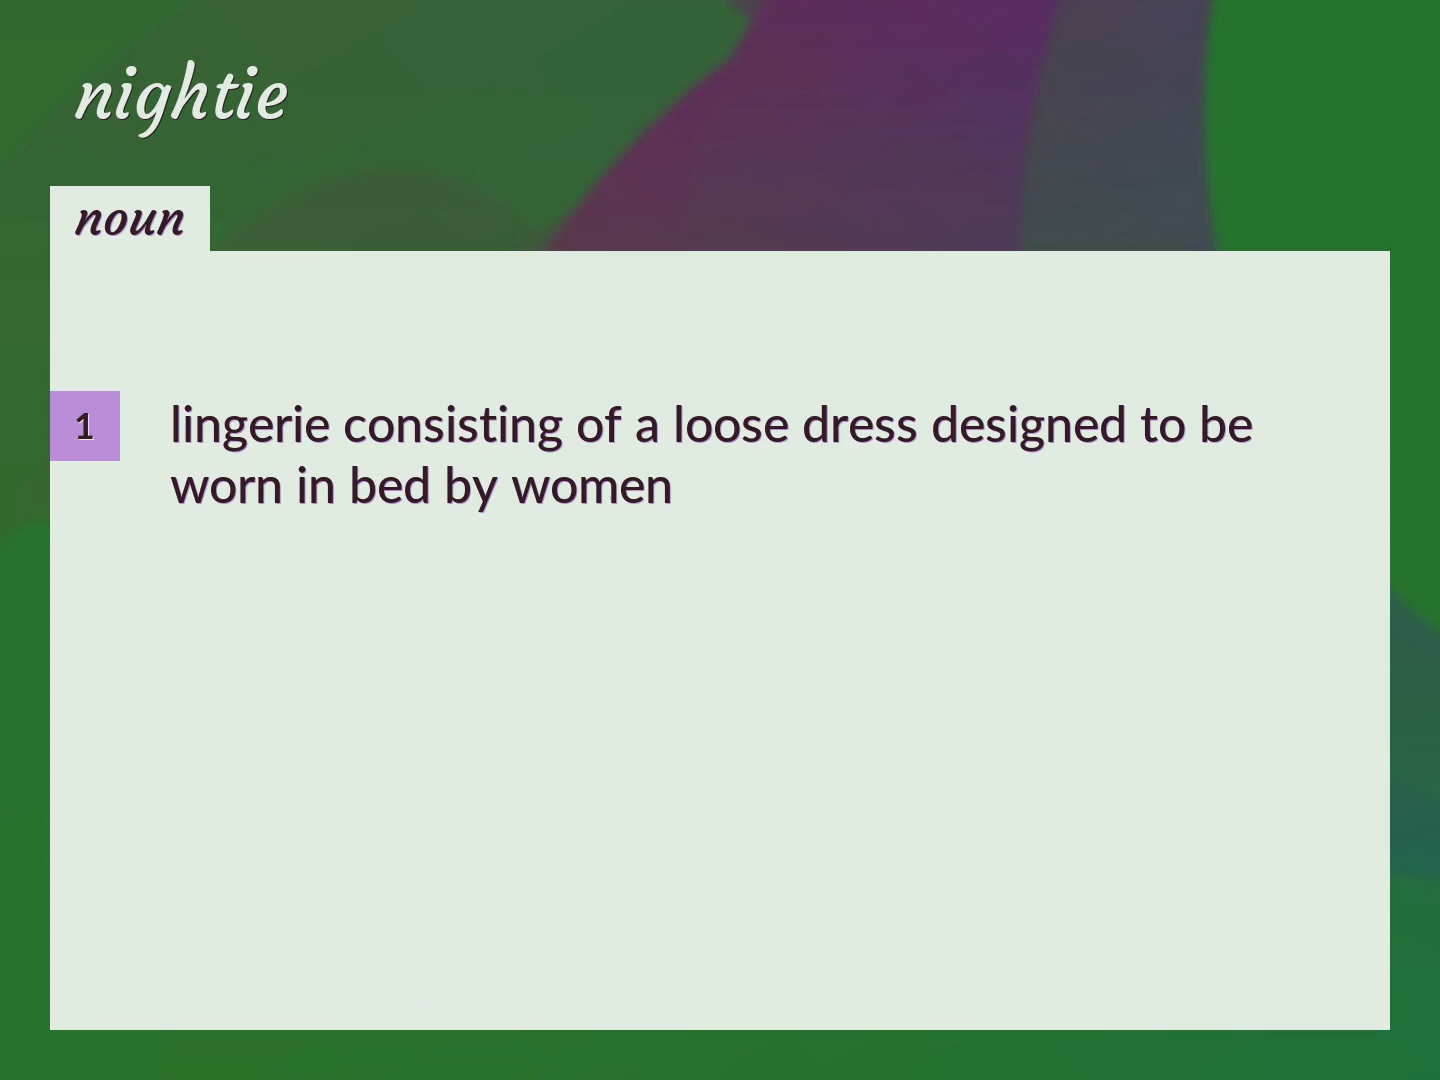 nightie
noun
1
lingerie consisting of a loose dress designed to be
worn in bed by women